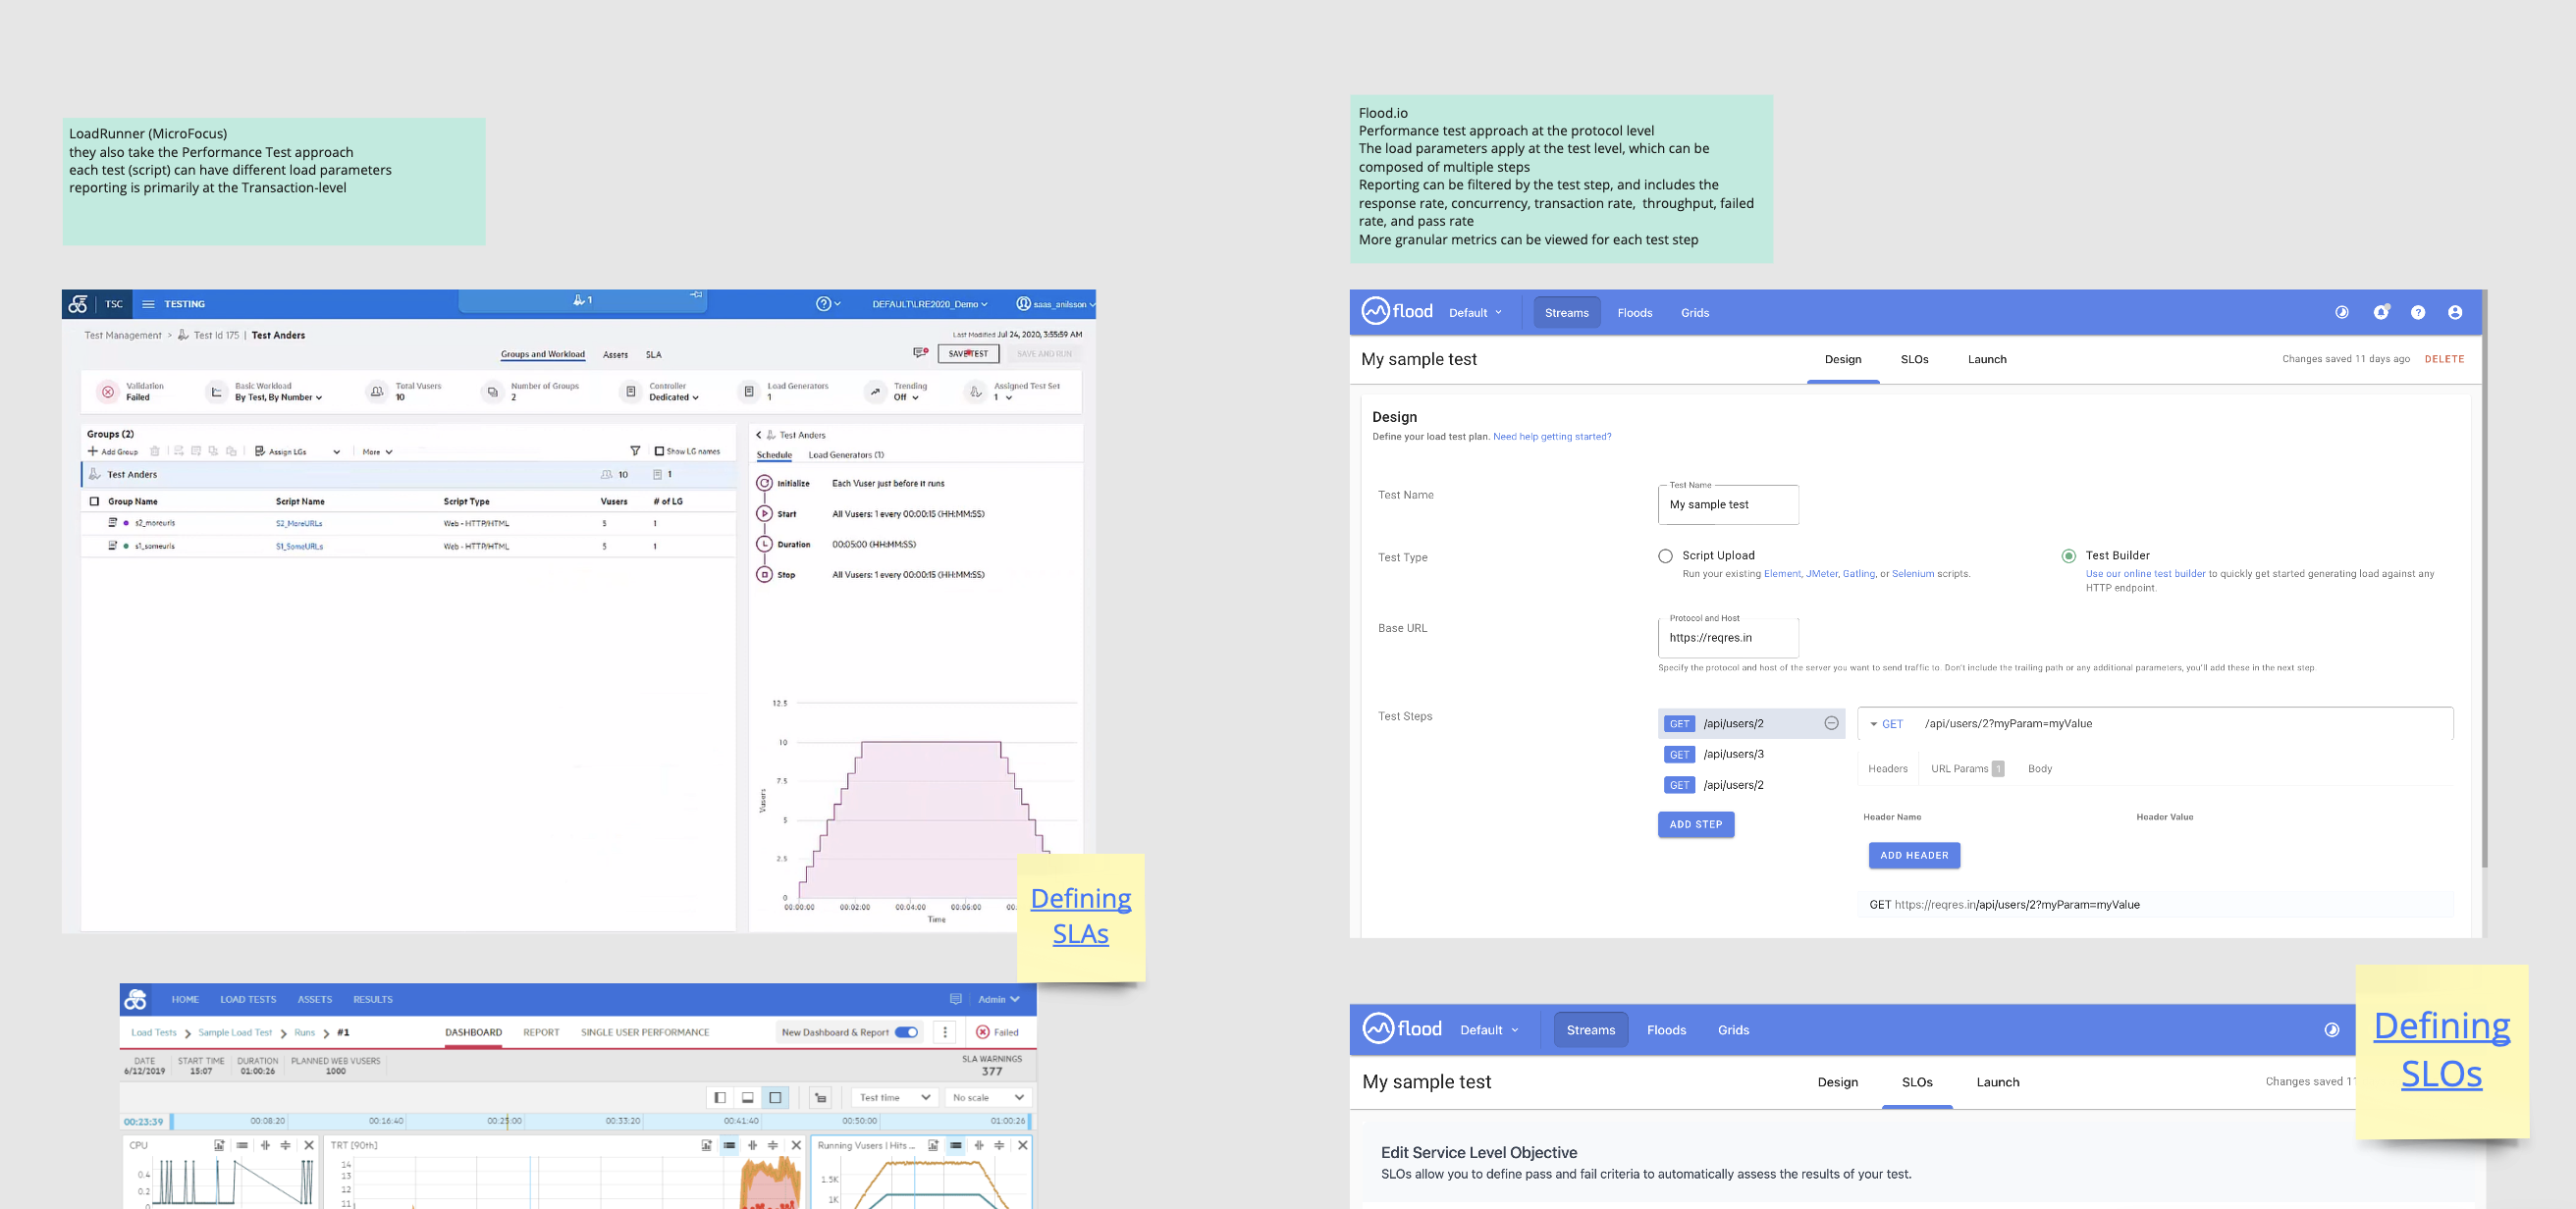 LoadRunner (MicroFocus)
they also take the Performance Test approach
each test (script) can have different load parameters
reporting is primarily at the Transaction-level
Flood.io
Performance test approach at the protocol level
The load parameters apply at the test level, which can be
composed of multiple steps
Reporting can be filtered by the test step, and includes the
response rate, concurrency, transaction rate,  throughput, failed
rate, and pass rate
More granular metrics can be viewed for each test step
TSC TESTING
1
DEFAULT\LRE2020_Demo saas_anilsson
Test Management > Test Id 175 | Test Anders
Last Modified Jul 24, 2020, 3:55:59 AM
Groups and Workload Assets SLA
SAVE TEST SAVE AND RUN
Validation Basic Workload Total Vusers Number of Groups Controller Load Generators Trending Assigned Test Set
Failed By Test, By Number 10 2 Dedicated 1 Off 1
Groups (2)
Add Group Assign LGs More Show LG names
Test Anders 10 1
Group Name Script Name Script Type Vusers # of LG
s2_moreurls S2_MoreURLs Web - HTTP/HTML 5 1
s1_someurls S1_SomeURLs Web - HTTP/HTML 5 1
Test Anders
Schedule Load Generators (1)
Initialize Each Vuser just before it runs
Start All Vusers: 1 every 00:00:15 (HH:MM:SS)
Duration 00:05:00 (HH:MM:SS)
Stop All Vusers: 1 every 00:00:15 (HH:MM:SS)
12.5
10
7.5
Vusers
5
2.5
0
00:00:00 00:02:00 00:04:00 00:06:00 00:
Time
Defining
SLAs
flood Default Streams Floods Grids
My sample test Design SLOs Launch Changes saved 11 days ago DELETE
Design
Define your load test plan. Need help getting started?
Test Name
Test Name
My sample test
Test Type
Script Upload
Run your existing Element, JMeter, Gatling, or Selenium scripts.
Test Builder
Use our online test builder to quickly get started generating load against any
HTTP endpoint.
Base URL
Protocol and Host
https://reqres.in
Specify the protocol and host of the server you want to send traffic to. Don't include the trailing path or any additional parameters, you'll add these in the next step.
Test Steps
GET /api/users/2
GET /api/users/3
GET /api/users/2
ADD STEP
GET /api/users/2?myParam=myValue
Headers URL Params 1 Body
Header Name Header Value
ADD HEADER
GET https://reqres.in/api/users/2?myParam=myValue
HOME LOAD TESTS ASSETS RESULTS Admin
Load Tests Sample Load Test Runs #1 DASHBOARD REPORT SINGLE USER PERFORMANCE New Dashboard & Report Failed
DATE START TIME DURATION PLANNED WEB VUSERS SLA WARNINGS
6/12/2019 15:07 01:00:26 1000 377
Test time No scale
00:23:39 00:08:20 00:16:40 00:25:00 00:33:20 00:41:40 00:50:00 01:00:26
CPU TRT [90th] Running Vusers | Hits ...
0.4
0.2
0
14
13
12
11
1.5K
1K
flood Default Streams Floods Grids
My sample test Design SLOs Launch Changes saved 11
Defining
SLOs
Edit Service Level Objective
SLOs allow you to define pass and fail criteria to automatically assess the results of your test.